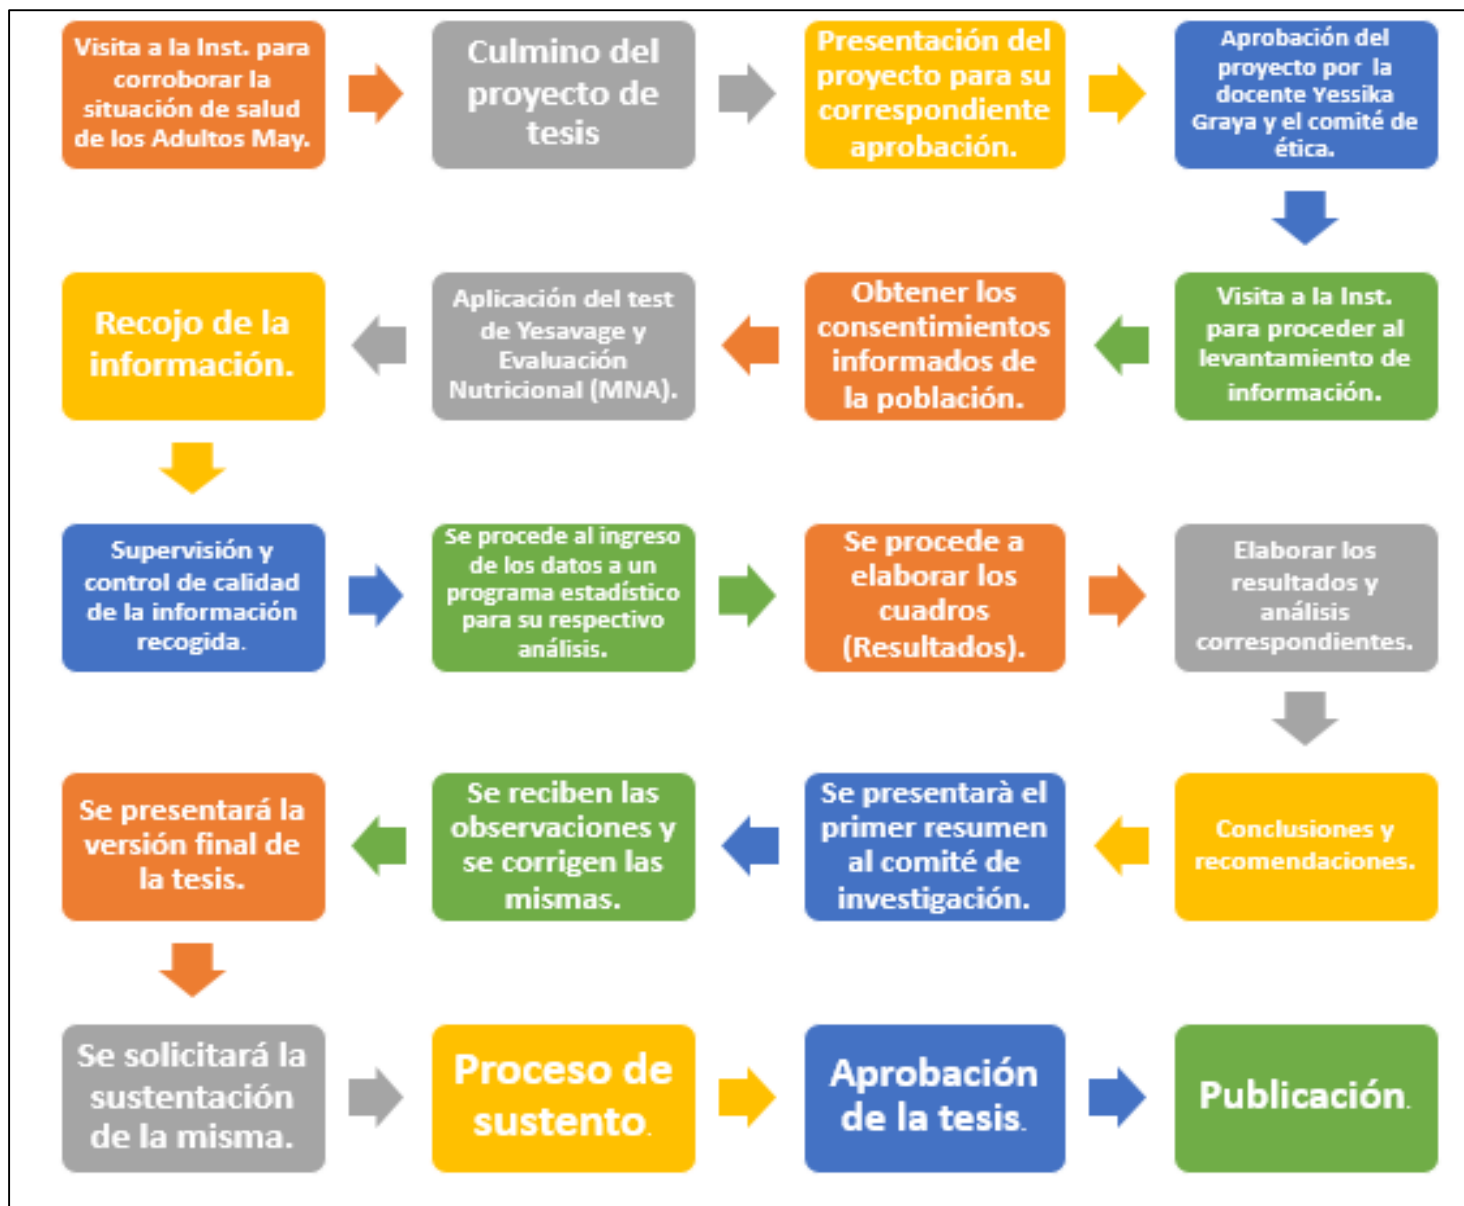 Visita a la Inst. para
corroborar la
situación de salud
de los Adultos May.
Culmino del
proyecto de
tesis
Presentación del
proyecto para su
correspondiente
aprobación.
Aprobación del
proyecto por la
docente Yessika
Graya y el comité de
ética.
Visita a la Inst.
para proceder al
levantamiento de
información.
Obtener los
consentimientos
informados de
la población.
Aplicación del test
de Yesavage y
Evaluación
Nutricional (MNA).
Recojo de la
información.
Supervisión y
control de calidad
de la información
recogida.
Se procede al ingreso
de los datos a un
programa estadístico
para su respectivo
análisis.
Se procede a
elaborar los
cuadros
(Resultados).
Elaborar los
resultados y
análisis
correspondientes.
Conclusiones y
recomendaciones.
Se presentarà el
primer resumen
al comité de
investigación.
Se reciben las
observaciones y
se corrigen las
mismas.
Se presentará la
versión final de
la tesis.
Se solicitará la
sustentación
de la misma.
Proceso de
sustento.
Aprobación
de la tesis.
Publicación.